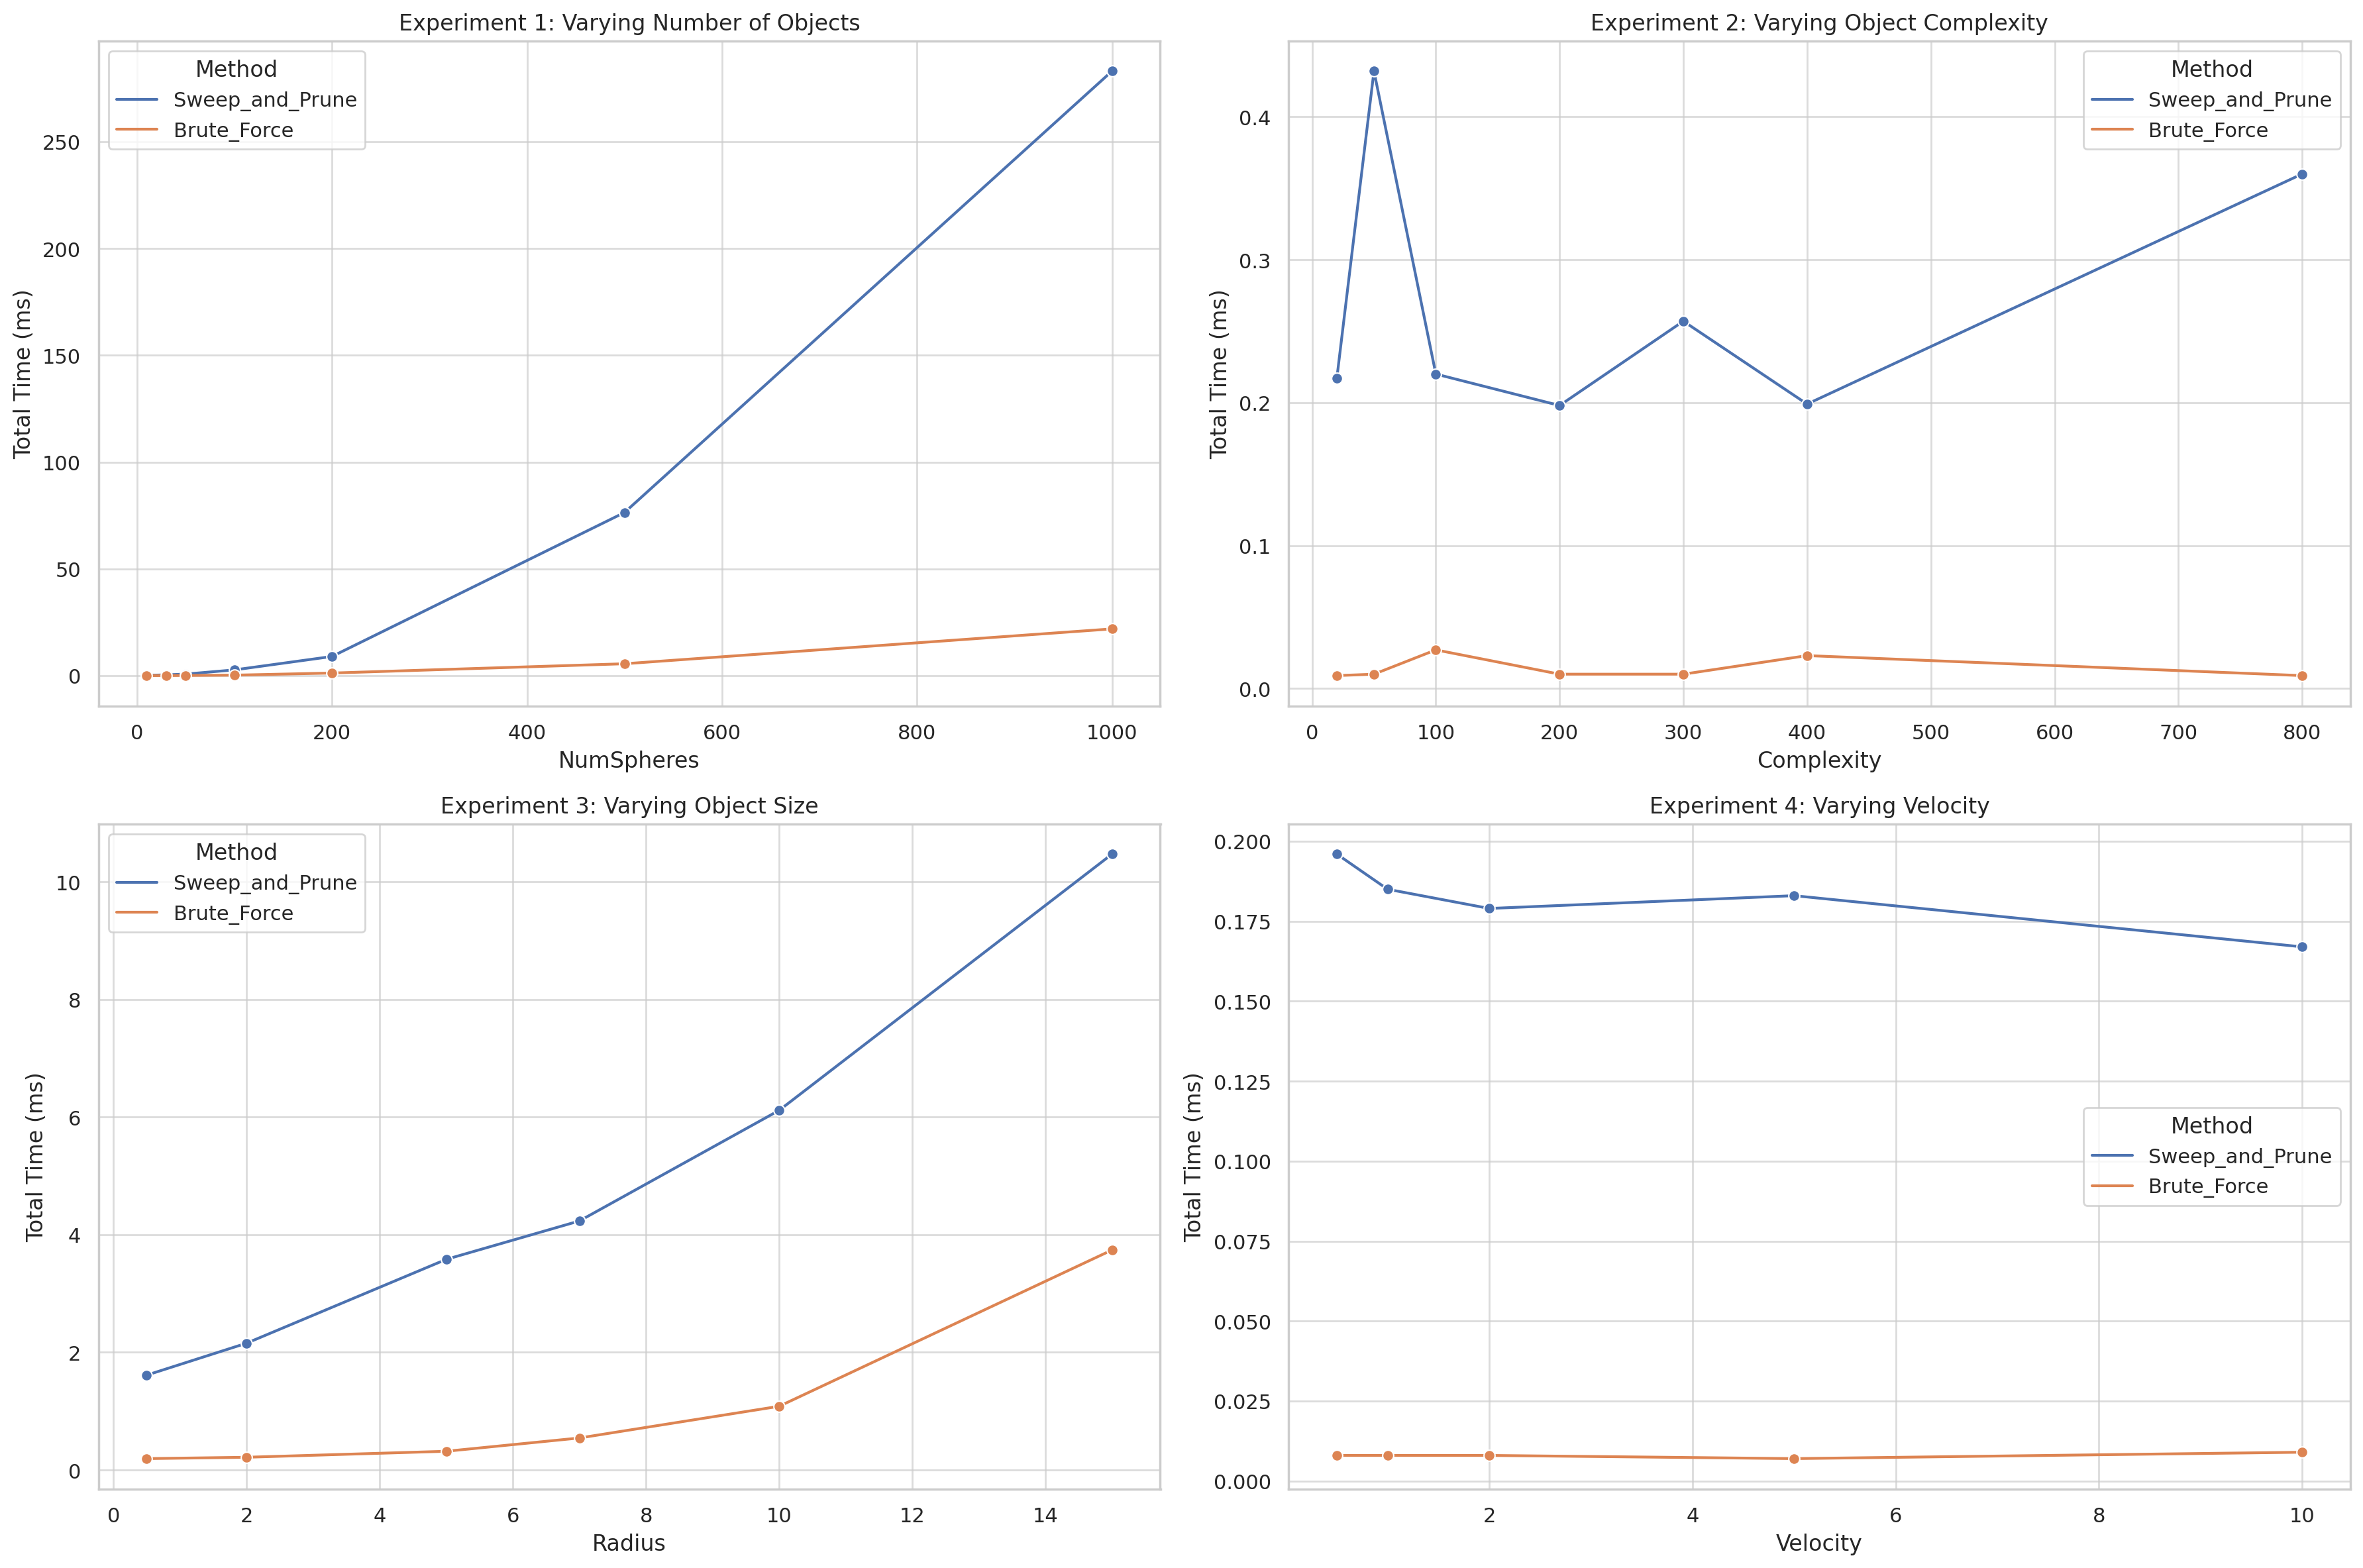 Experiment 1: Varying Number of Objects
Method
Sweep_and_Prune
Brute_Force
250
200
150
100
50
0
Total Time (ms)
0 200 400 600 800 1000
NumSpheres
Experiment 2: Varying Object Complexity
Method
Sweep_and_Prune
Brute_Force
0.4
0.3
0.2
0.1
0.0
Total Time (ms)
0 100 200 300 400 500 600 700 800
Complexity
Experiment 3: Varying Object Size
Method
Sweep_and_Prune
Brute_Force
10
8
6
4
2
0
Total Time (ms)
0 2 4 6 8 10 12 14
Radius
Experiment 4: Varying Velocity
0.200
0.175
0.150
0.125
0.100
0.075
0.050
0.025
0.000
Total Time (ms)
Method
Sweep_and_Prune
Brute_Force
2 4 6 8 10
Velocity